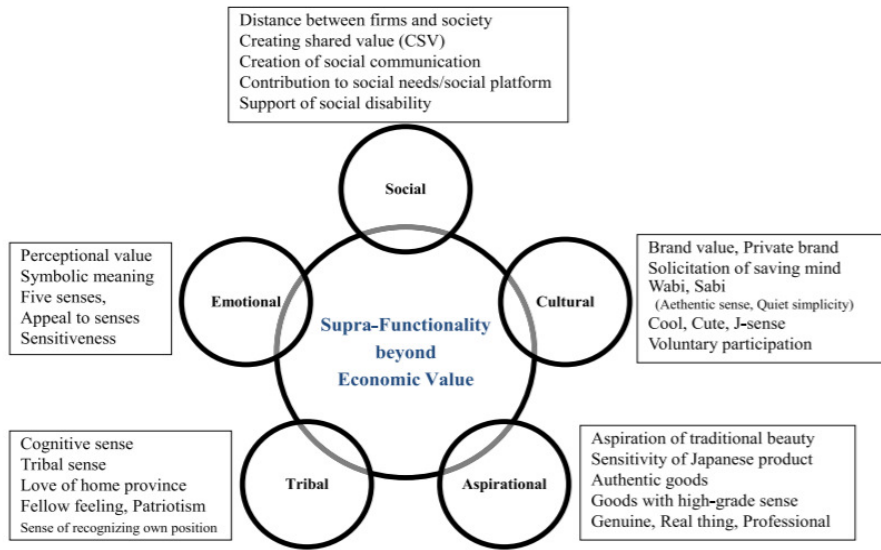 Distance between firms and society
Creating shared value (CSV)
Creation of social communication
Contribution to social needs/social platform
Support of social disability
Social
Perceptional value
Symbolic meaning
Five senses,
Appeal to senses
Sensitiveness
Emotional
Supra-Functionality
beyond
Economic Value
Cultural
Brand value, Private brand
Solicitation of saving mind
Wabi, Sabi
(Aethentic sense, Quiet simplicity)
Cool, Cute, J-sense
Voluntary participation
Cognitive sense
Tribal sense
Love of home province
Fellow feeling, Patriotism
Sense of recognizing own position
Tribal
Aspirational
Aspiration of traditional beauty
Sensitivity of Japanese product
Authentic goods
Goods with high-grade sense
Genuine, Real thing, Professional